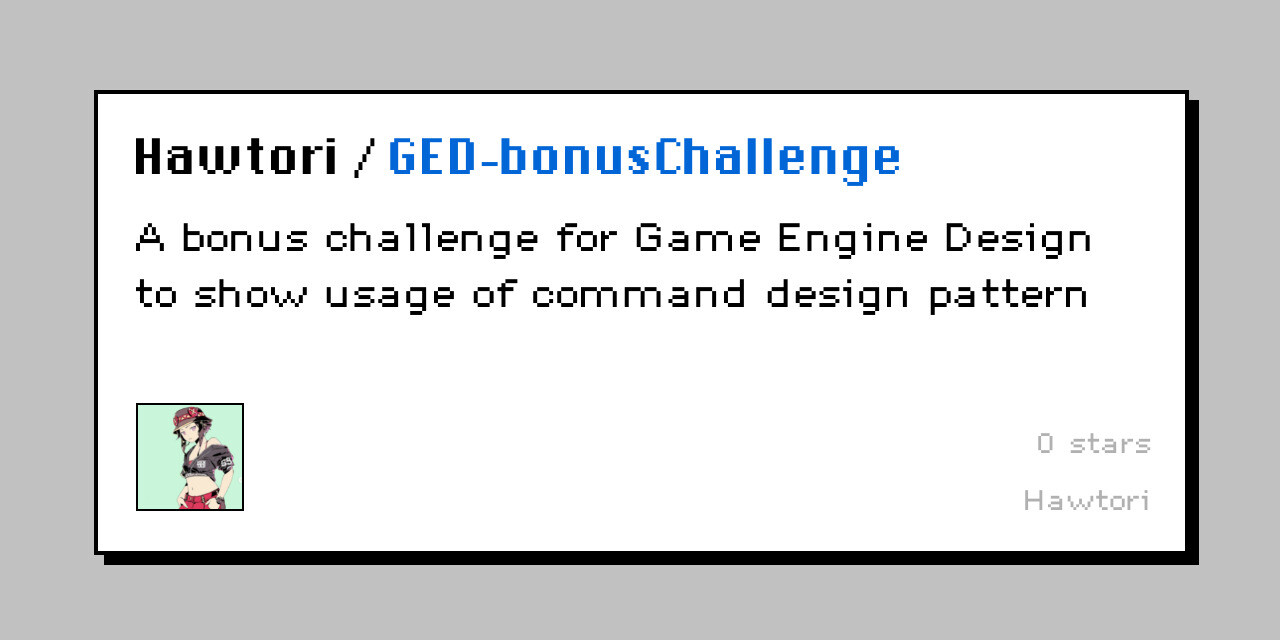 Hawtori / GED-bonusChallenge
A bonus challenge for Game Engine Design
to show usage of command design pattern
0 stars
Hawtori